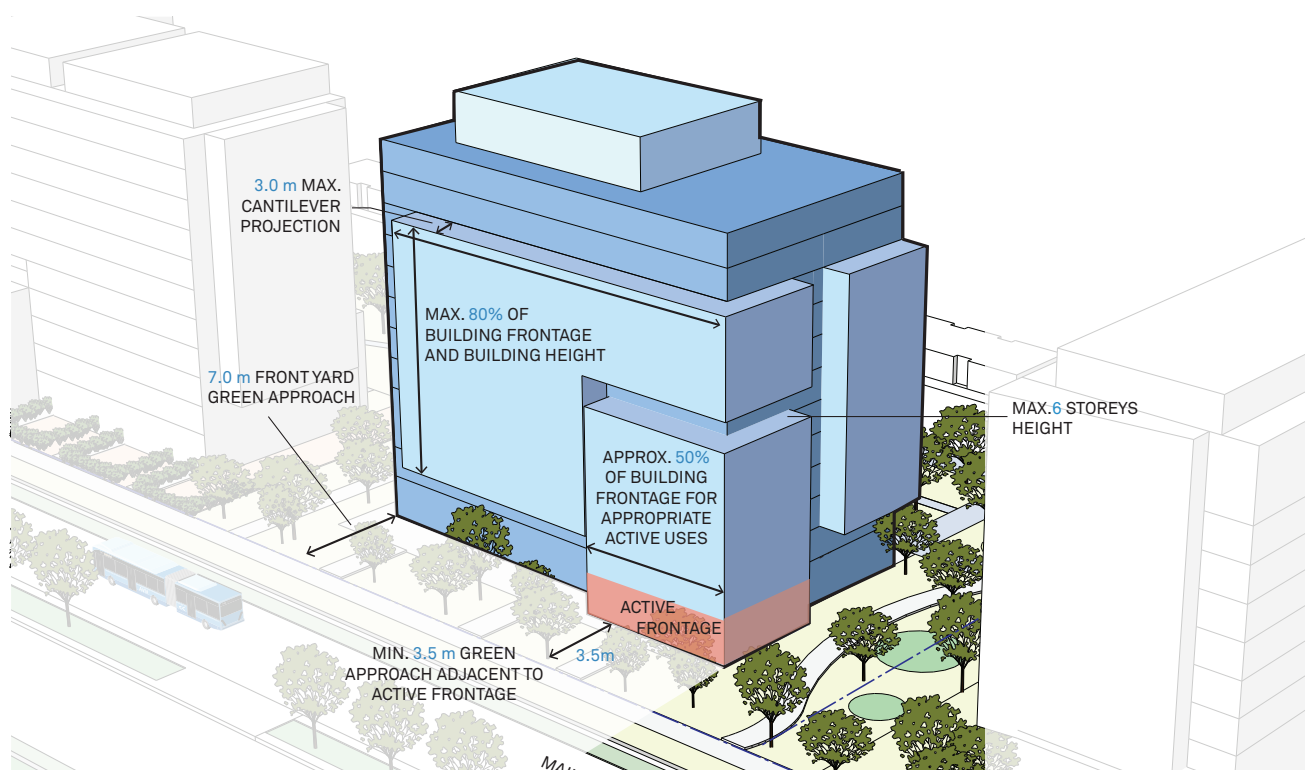 3.0 m MAX.
CANTILEVER
PROJECTION
MAX. 80% OF
BUILDING FRONTAGE
AND BUILDING HEIGHT
7.0 m FRONT YARD
GREEN APPROACH
MAX.6 STOREYS
HEIGHT
APPROX. 50%
OF BUILDING
FRONTAGE FOR
APPROPRIATE
ACTIVE USES
ACTIVE
FRONTAGE
MIN. 3.5 m GREEN
APPROACH ADJACENT TO
ACTIVE FRONTAGE
3.5m